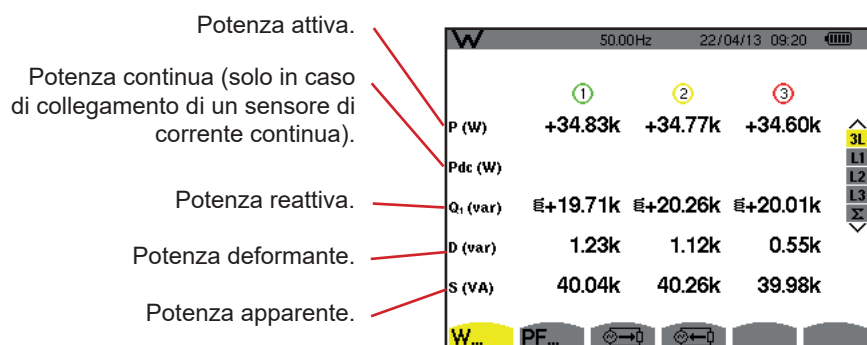 Potenza attiva.
Potenza continua (solo in caso
di collegamento di un sensore di
corrente continua).
Potenza reattiva.
Potenza deformante.
Potenza apparente.
W 50.00Hz 22/04/13 09:20
1 2 3
P (W) +34.83k +34.77k +34.60k
Pdc (W)
Q₁ (var) +19.71k +20.26k +20.01k
D (var) 1.23k 1.12k 0.55k
S (VA) 40.04k 40.26k 39.98k
3L
L1
L2
L3
Σ
W... PF...